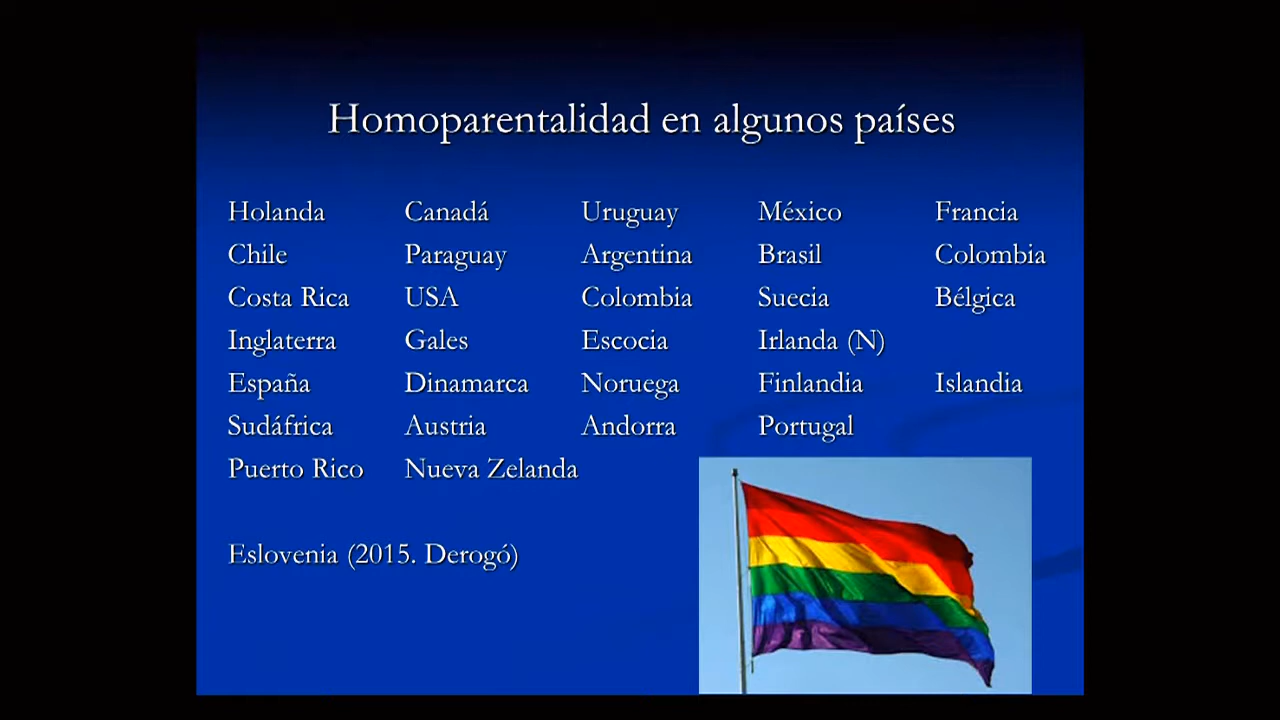 Homoparentalidad en algunos países
Holanda Canadá Uruguay México Francia
Chile Paraguay Argentina Brasil Colombia
Costa Rica USA Colombia Suecia Bélgica
Inglaterra Gales Escocia Irlanda (N)
España Dinamarca Noruega Finlandia Islandia
Sudáfrica Austria Andorra Portugal
Puerto Rico Nueva Zelanda
Eslovenia (2015. Derogó)